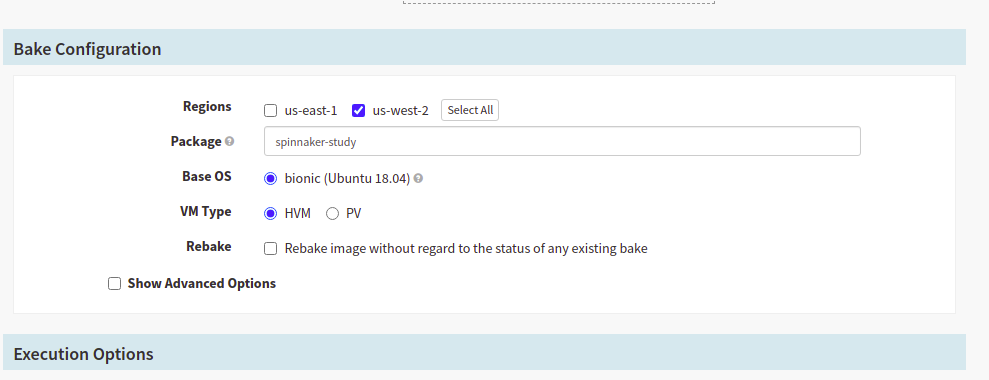 Bake Configuration
Regions us-east-1 us-west-2 Select All
Package spinnaker-study
Base OS bionic (Ubuntu 18.04)
VM Type HVM PV
Rebake Rebake image without regard to the status of any existing bake
Show Advanced Options
Execution Options